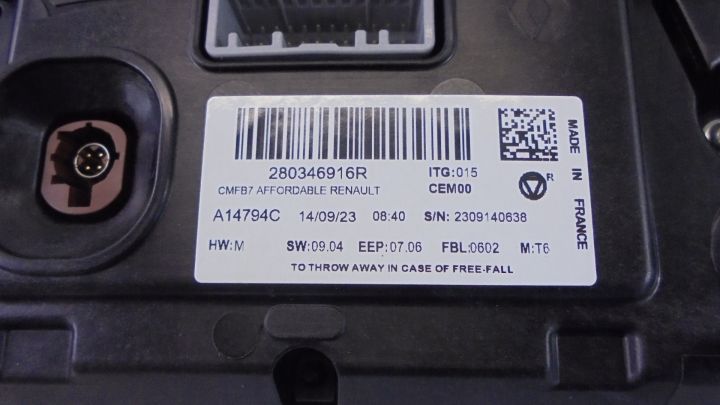 280346916R
CMFB7 AFFORDABLE RENAULT
ITG:015
CEM00
R
A14794C 14/09/23 08:40 S/N: 2309140638
HW:M SW:09.04 EEP:07.06 FBL:0602 M:T6
TO THROW AWAY IN CASE OF FREE-FALL
MADE IN FRANCE